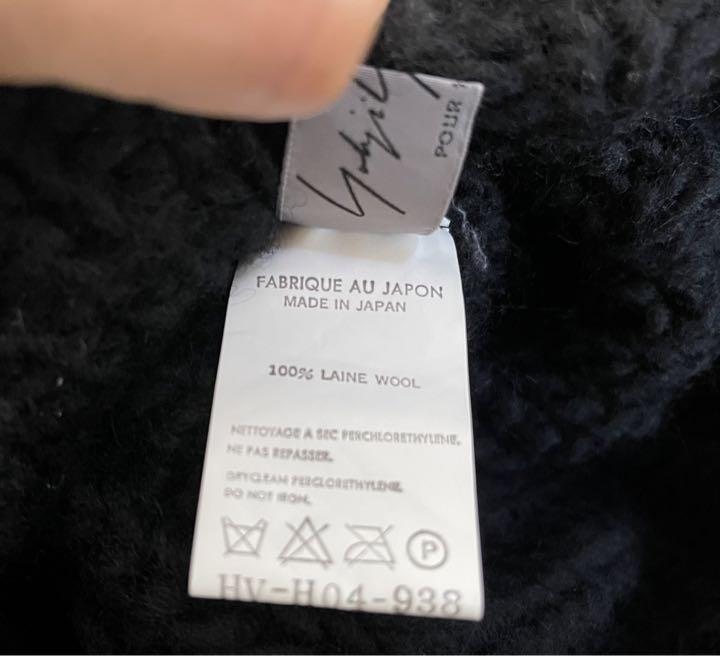 Yohji
POUR
FABRIQUE AU JAPON
MADE IN JAPAN
100% LAINE WOOL
NETTOYAGE A SEC PERCHLORETHYLENE.
NE PAS REPASSER.
DRYCLEAN PERCLORETHYLENE
DO NOT IRON.
P
HV-H04-938